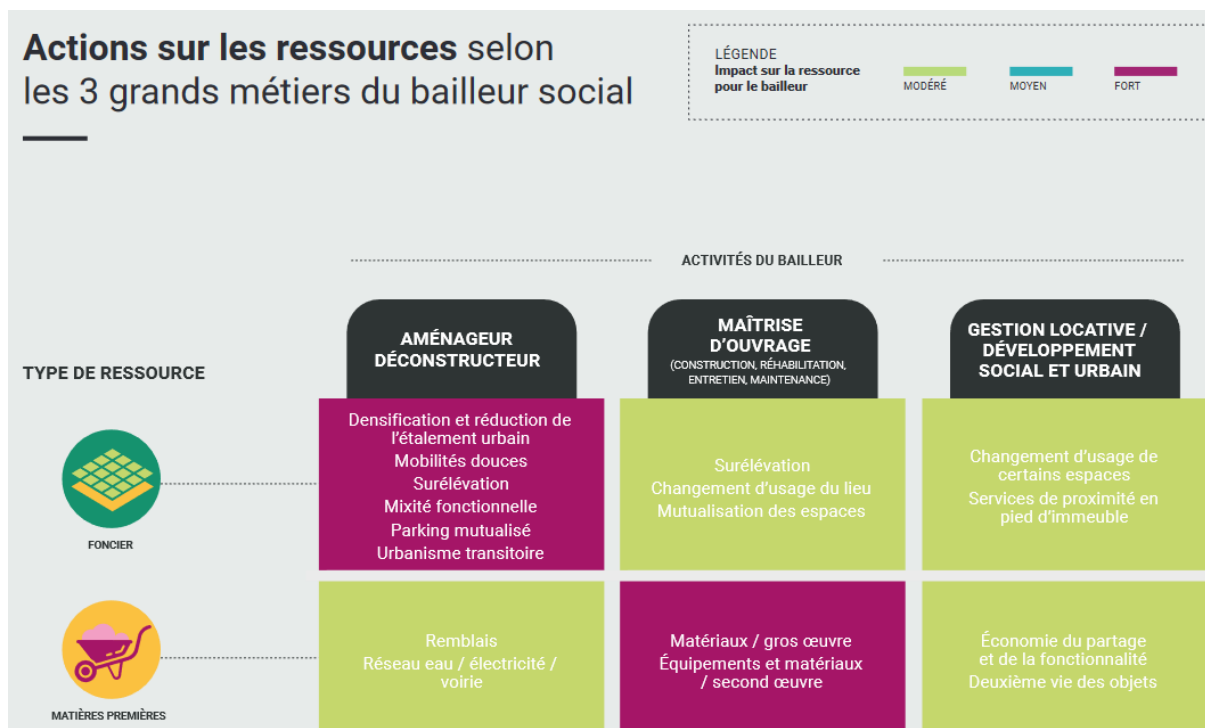 Actions sur les ressources selon
les 3 grands métiers du bailleur social
LÉGENDE
Impact sur la ressource
pour le bailleur
MODÉRÉ
MOYEN
FORT
ACTIVITÉS DU BAILLEUR
TYPE DE RESSOURCE
AMÉNAGEUR
DÉCONSTRUCTEUR
MAÎTRISE
D'OUVRAGE
(CONSTRUCTION, RÉHABILITATION,
ENTRETIEN, MAINTENANCE)
GESTION LOCATIVE /
DÉVELOPPEMENT
SOCIAL ET URBAIN
FONCIER
Densification et réduction de
l'étalement urbain
Mobilités douces
Surélévation
Mixité fonctionnelle
Parking mutualisé
Urbanisme transitoire
Surélévation
Changement d'usage du lieu
Mutualisation des espaces
Changement d'usage de
certains espaces
Services de proximité en
pied d'immeuble
MATIÈRES PREMIÈRES
Remblais
Réseau eau / électricité /
voirie
Matériaux / gros œuvre
Équipements et matériaux
/ second œuvre
Économie du partage
et de la fonctionnalité
Deuxième vie des objets